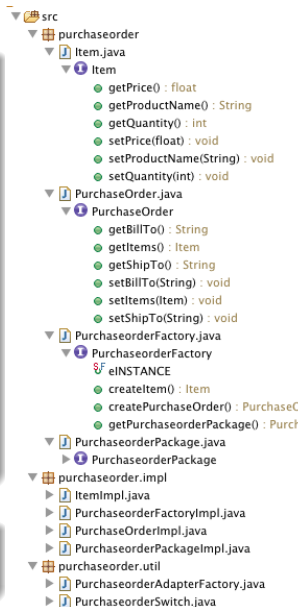 src
purchaseorder
Item.java
Item
getPrice() : float
getProductName() : String
getQuantity() : int
setPrice(float) : void
setProductName(String) : void
setQuantity(int) : void
PurchaseOrder.java
PurchaseOrder
getBillTo() : String
getItems() : Item
getShipTo() : String
setBillTo(String) : void
setItems(Item) : void
setShipTo(String) : void
PurchaseorderFactory.java
PurchaseorderFactory
eINSTANCE
createItem() : Item
createPurchaseOrder() : PurchaseO
getPurchaseorderPackage() : Purch
PurchaseorderPackage.java
PurchaseorderPackage
purchaseorder.impl
ItemImpl.java
PurchaseorderFactoryImpl.java
PurchaseOrderImpl.java
PurchaseorderPackageImpl.java
purchaseorder.util
PurchaseorderAdapterFactory.java
PurchaseorderSwitch.java